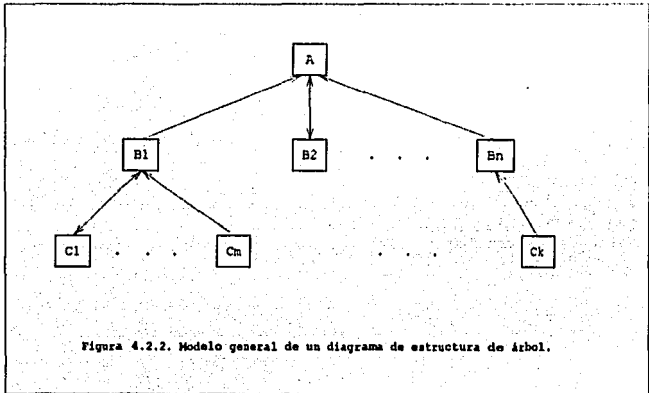 A
B1 B2 . . . Bn
C1 . . . Cm . . . Ck
Figura 4.2.2. Modelo general de un diagrama de estructura de árbol.